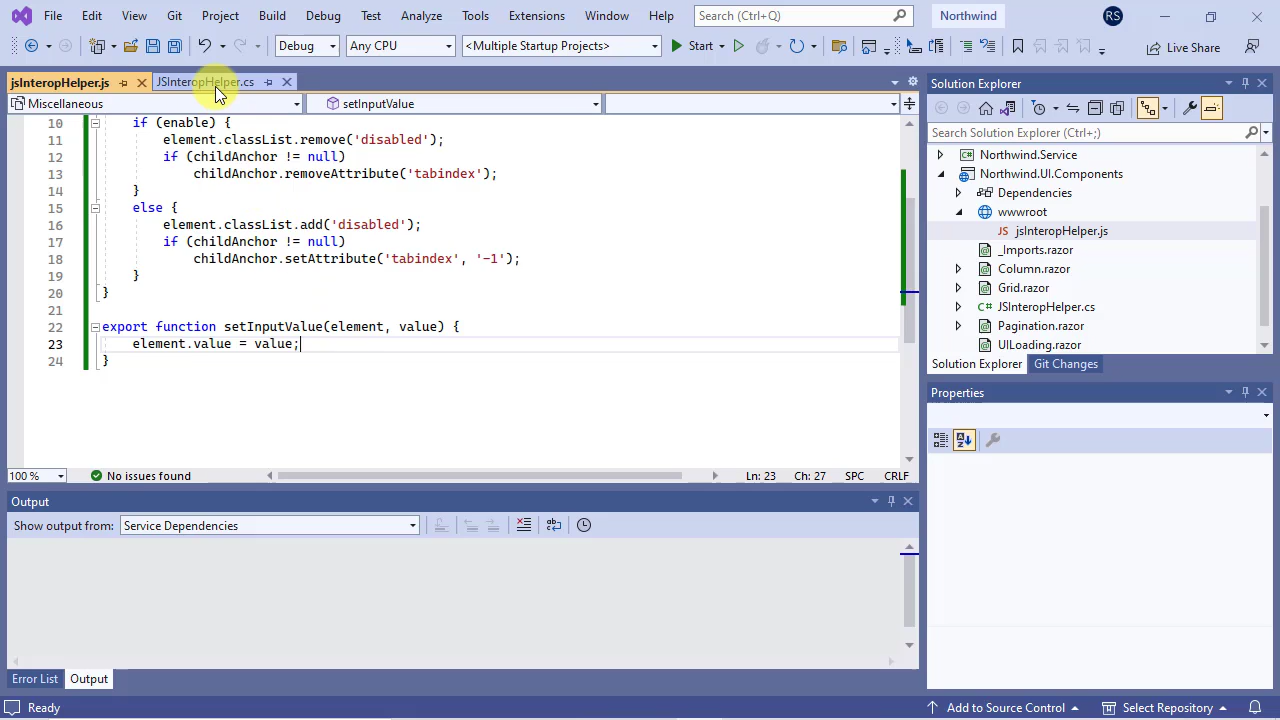 File Edit View Git Project Build Debug Test Analyze Tools Extensions Window Help Search (Ctrl+Q) Northwind RS
Debug Any CPU <Multiple Startup Projects> Start Live Share
jsInteropHelper.js JSInteropHelper.cs
Miscellaneous setInputValue
10 if (enable) {
11 element.classList.remove('disabled');
12 if (childAnchor != null)
13 childAnchor.removeAttribute('tabindex');
14 }
15 else {
16 element.classList.add('disabled');
17 if (childAnchor != null)
18 childAnchor.setAttribute('tabindex', '-1');
19 }
20 }
21
22 export function setInputValue(element, value) {
23 element.value = value;
24 }
100 % No issues found Ln: 23 Ch: 27 SPC CRLF
Output
Show output from: Service Dependencies
Error List Output
Solution Explorer
Search Solution Explorer (Ctrl+;)
Northwind.Service
Northwind.UI.Components
Dependencies
wwwroot
jsInteropHelper.js
_Imports.razor
Column.razor
Grid.razor
JSInteropHelper.cs
Pagination.razor
UILoading.razor
Solution Explorer Git Changes
Properties
Ready Add to Source Control Select Repository